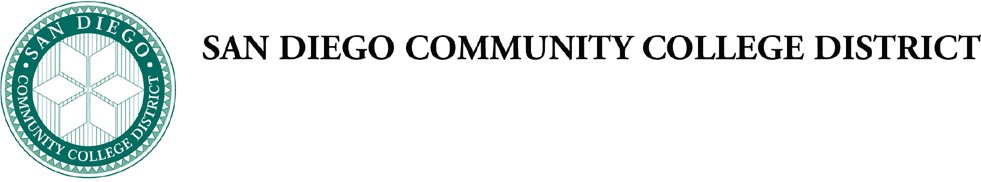 SAN DIEGO
COMMUNITY COLLEGE DISTRICT
SAN DIEGO COMMUNITY COLLEGE DISTRICT